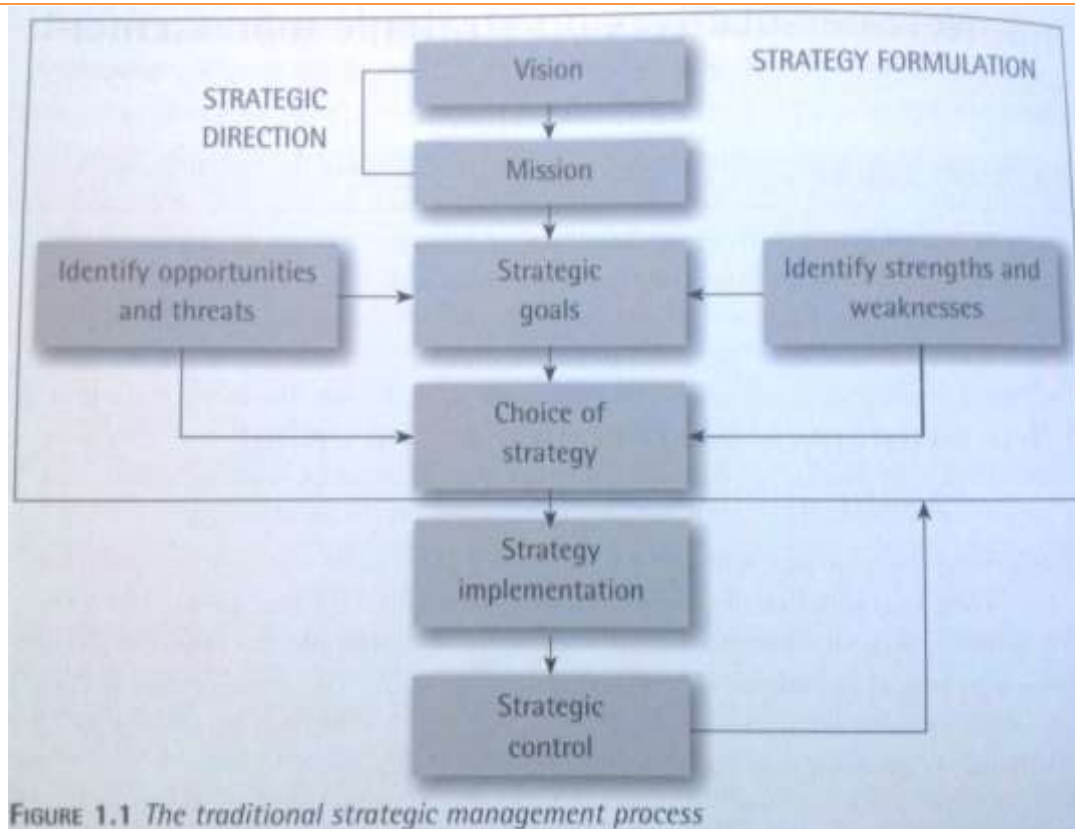 Vision
STRATEGY FORMULATION
STRATEGIC
DIRECTION
Mission
Identify opportunities
and threats
Strategic
goals
Identify strengths and
weaknesses
Choice of
strategy
Strategy
implementation
Strategic
control
FIGURE 1.1 The traditional strategic management process